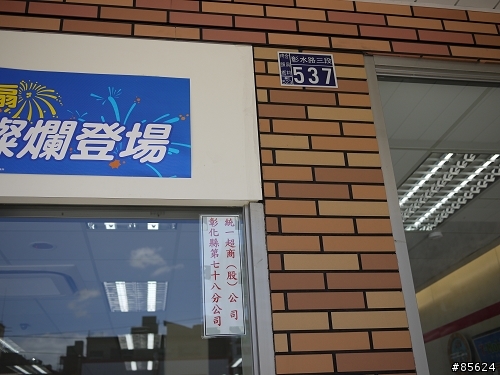 彰水路三段
537
璨爛登場
統一超商（股）公司
彰化縣第七十八分公司
#85624